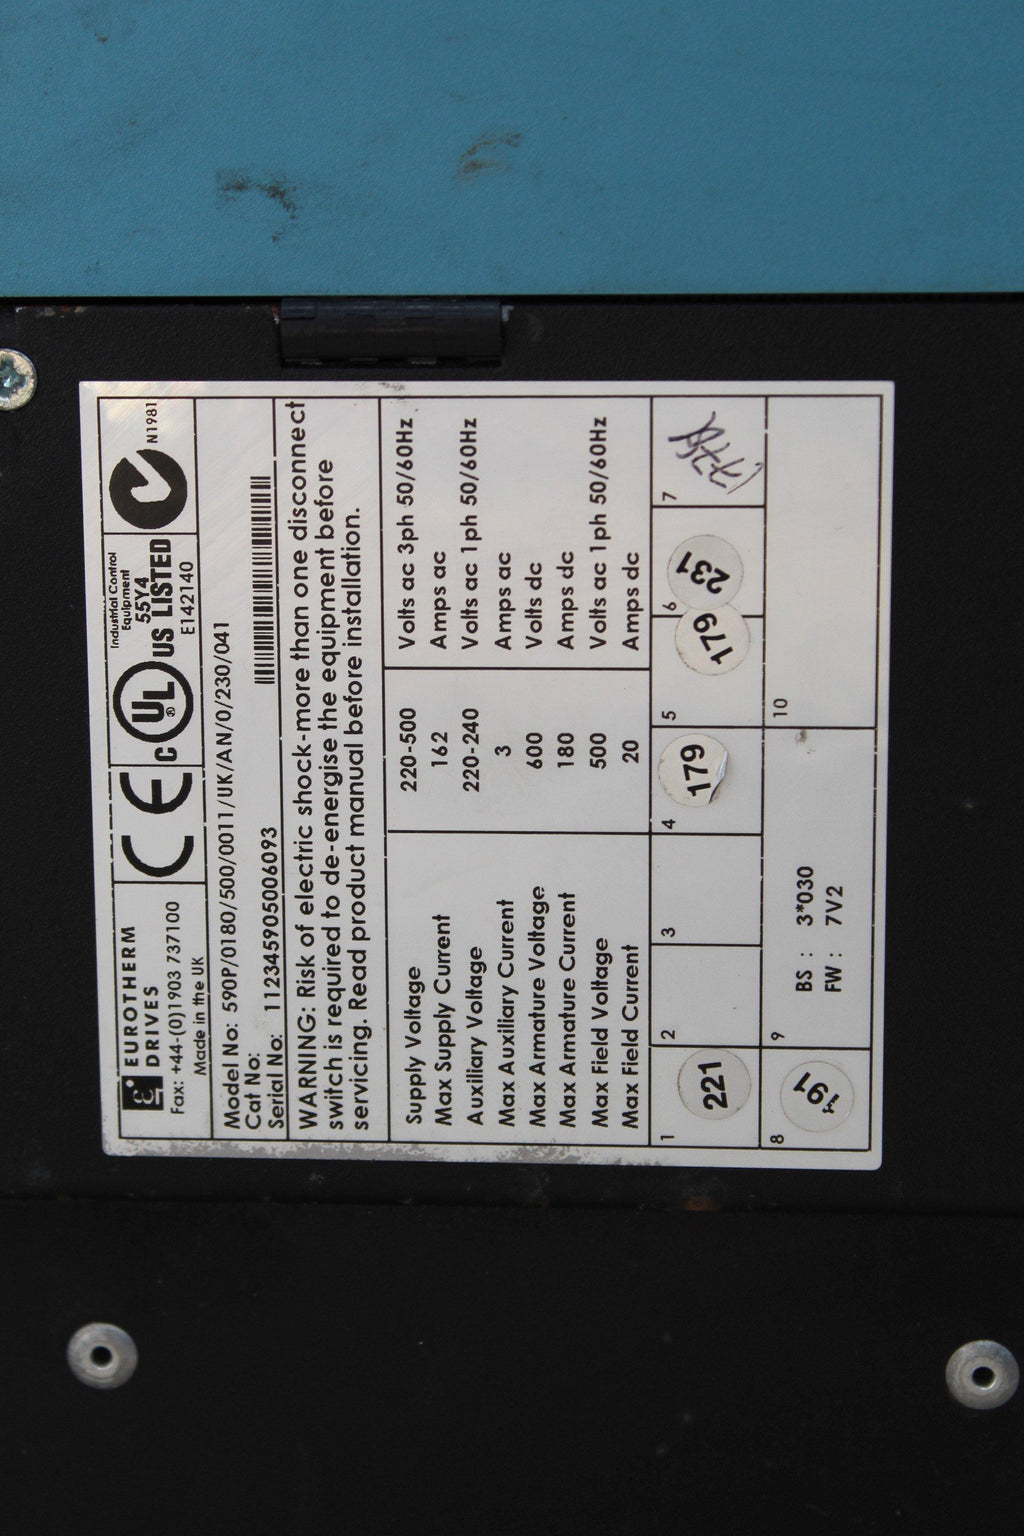 EUROTHERM
DRIVES
Fax: +44-(0)1903 737100
Made in the UK
CE
c UL ® US LISTED
Industrial Control
Equipment
55Y4
E142140
N1981
Model No: 590P/0180/500/0011/UK/AN/0/230/041
Cat No:
Serial No: 112345905006093
WARNING: Risk of electric shock-more than one disconnect
switch is required to de-energise the equipment before
servicing. Read product manual before installation.
Supply Voltage 220-500 Volts ac 3ph 50/60Hz
Max Supply Current 162 Amps ac
Auxiliary Voltage 220-240 Volts ac 1ph 50/60Hz
Max Auxiliary Current 3 Amps ac
Max Armature Voltage 600 Volts dc
Max Armature Current 180 Amps dc
Max Field Voltage 500 Volts ac 1ph 50/60Hz
Max Field Current 20 Amps dc
1 221
2
3
4 179
5 179
6 231
7
8
9 BS : 3*030
FW : 7V2
10